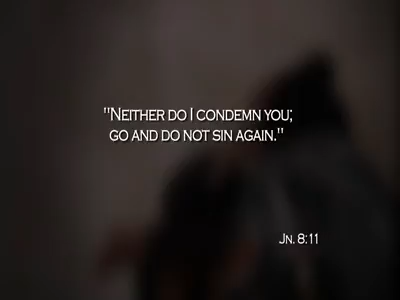 "Neither do I condemn you;
go and do not sin again."
Jn. 8:11